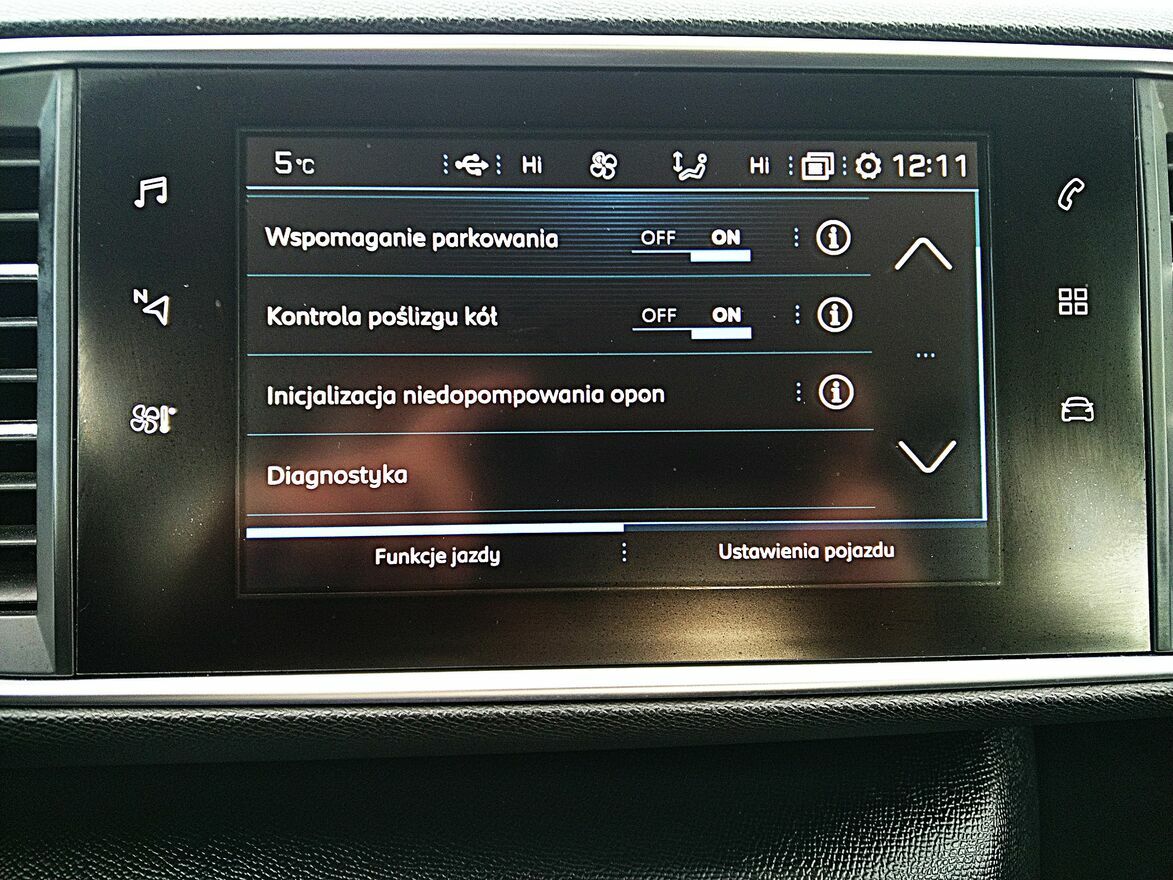 5°C Hi Hi 12:11
Wspomaganie parkowania OFF ON
N
Kontrola poślizgu kół OFF ON
Inicjalizacja niedopompowania opon
Diagnostyka
Funkcje jazdy Ustawienia pojazdu